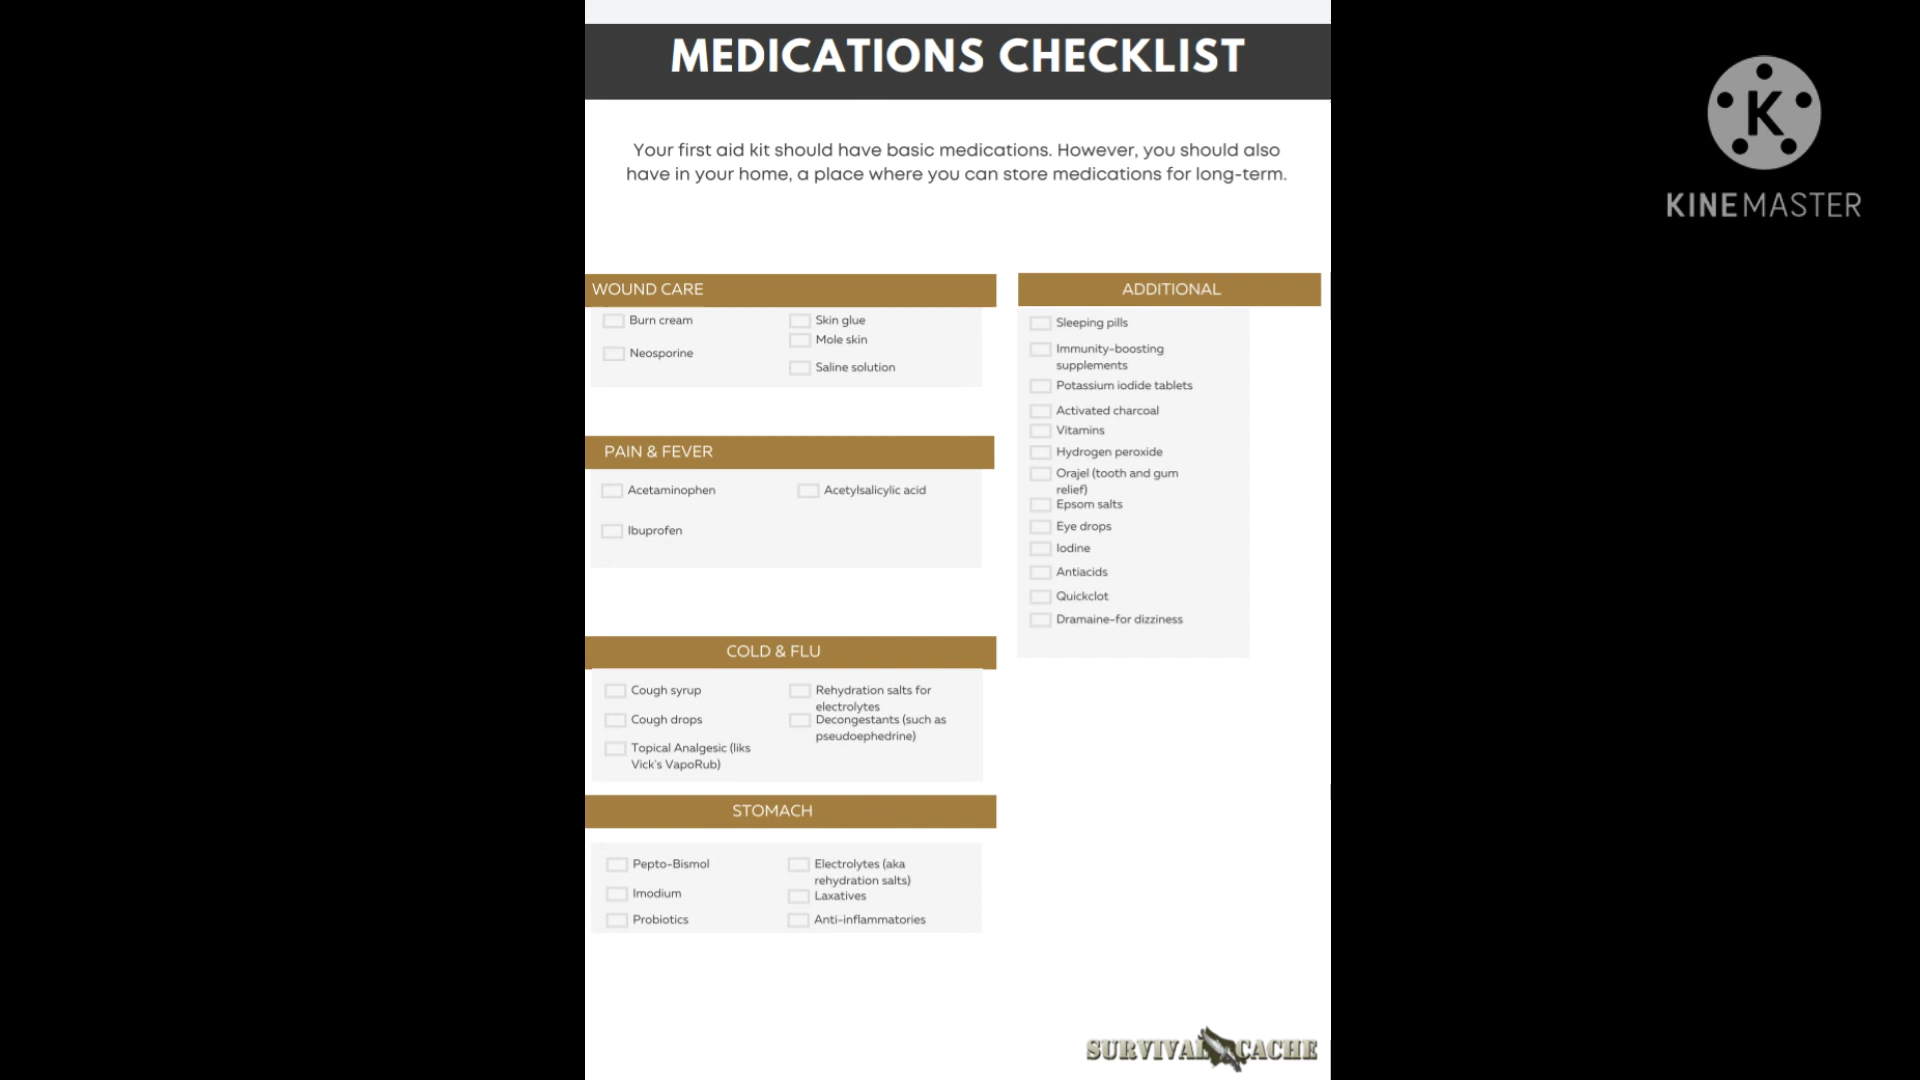 MEDICATIONS CHECKLIST
Your first aid kit should have basic medications. However, you should also
have in your home, a place where you can store medications for long-term.
WOUND CARE
Burn cream
Neosporine
Skin glue
Mole skin
Saline solution
PAIN & FEVER
Acetaminophen
Ibuprofen
Acetylsalicylic acid
COLD & FLU
Cough syrup
Cough drops
Topical Analgesic (liks
Vick's VapoRub)
Rehydration salts for
electrolytes
Decongestants (such as
pseudoephedrine)
STOMACH
Pepto-Bismol
Imodium
Probiotics
Electrolytes (aka
rehydration salts)
Laxatives
Anti-inflammatories
ADDITIONAL
Sleeping pills
Immunity-boosting
supplements
Potassium iodide tablets
Activated charcoal
Vitamins
Hydrogen peroxide
Orajel (tooth and gum
relief)
Epsom salts
Eye drops
Iodine
Antiacids
Quickclot
Dramaine-for dizziness
SURVIVAL CACHE
K
KINEMASTER